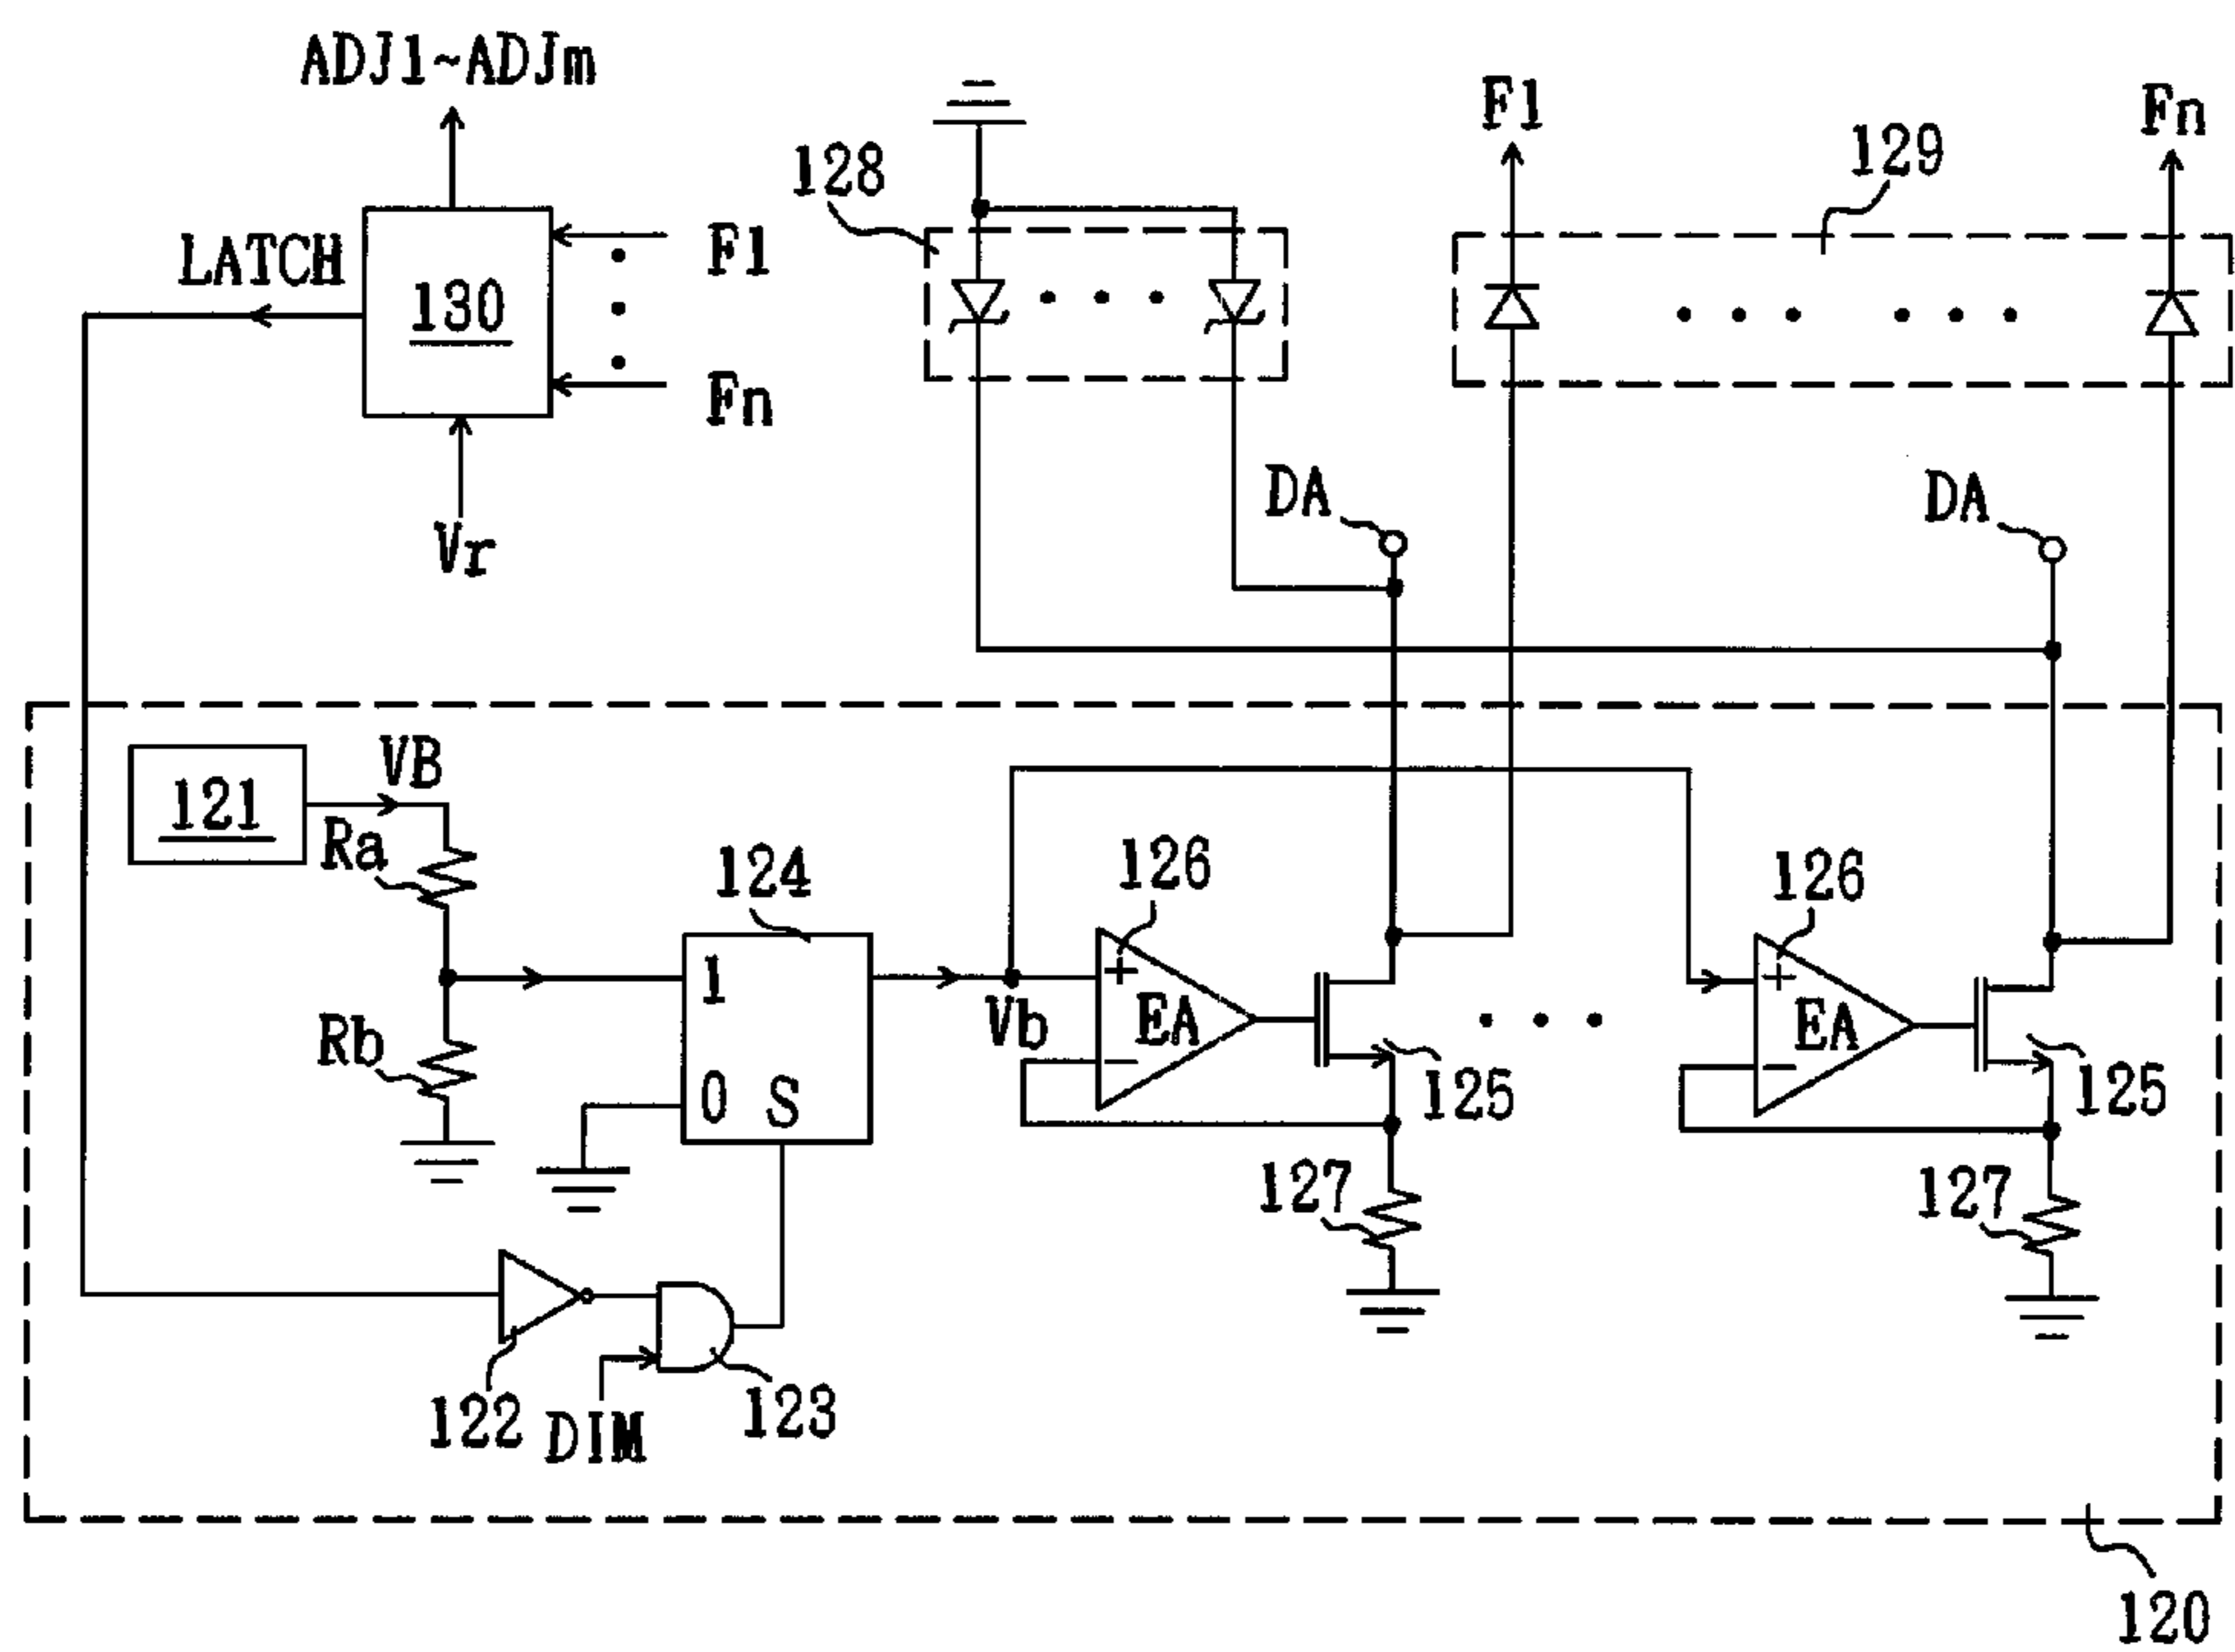 ADJ1~ADJm
F1
Fn
128
129
LATCH
130
F1
Fn
Vr
DA
DA
121
VB
Ra
124
126
126
1
+
EA
Vb
+
EA
Rb
0
S
−
125
−
125
127
127
122
DIM
123
120